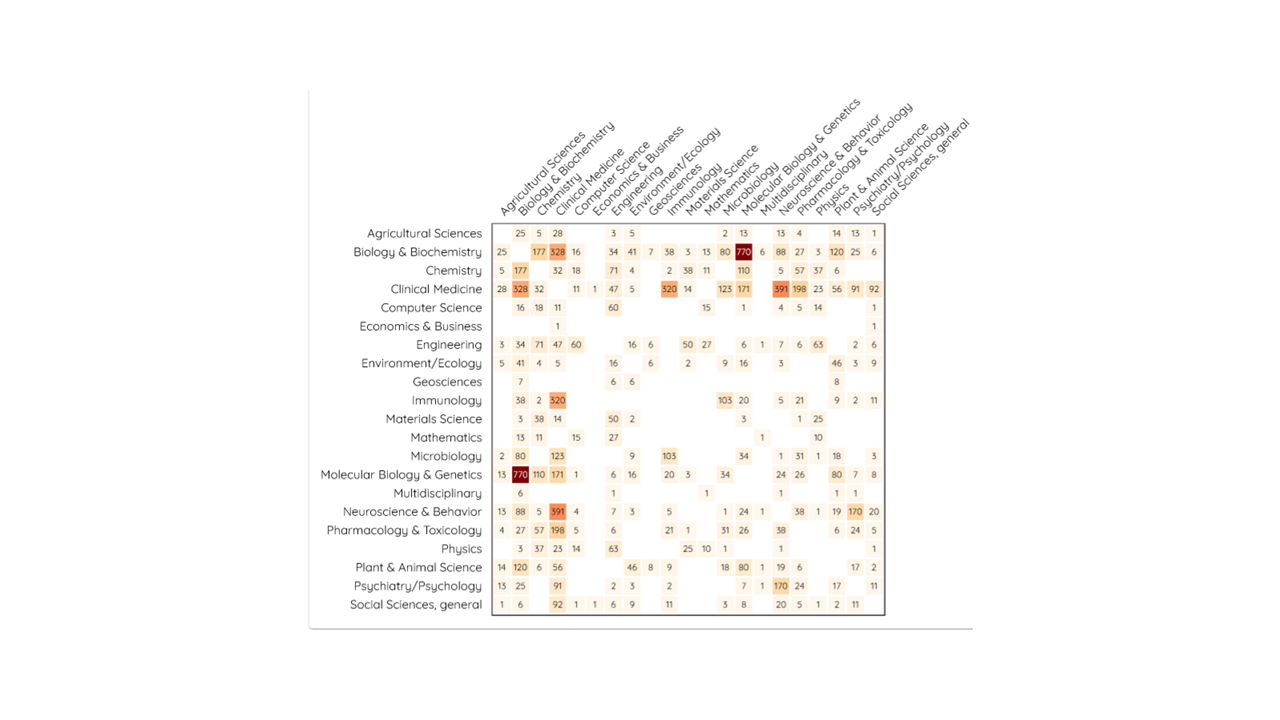 Agricultural Sciences
Biology & Biochemistry
Chemistry
Clinical Medicine
Computer Science
Economics & Business
Engineering
Environment/Ecology
Geosciences
Immunology
Materials Science
Mathematics
Microbiology
Molecular Biology & Genetics
Multidisciplinary
Neuroscience & Behavior
Pharmacology & Toxicology
Physics
Plant & Animal Science
Psychiatry/Psychology
Social Sciences, general
Agricultural Sciences 25 5 28 3 5 2 13 13 4 14 13 1
Biology & Biochemistry 25 177 328 16 34 41 7 38 3 13 80 770 6 88 27 3 120 25 6
Chemistry 5 177 32 18 71 4 2 38 11 110 5 57 37 6
Clinical Medicine 28 328 32 11 1 47 5 320 14 123 171 391 198 23 56 91 92
Computer Science 16 18 11 60 15 1 4 5 14 1
Economics & Business 1 1
Engineering 3 34 71 47 60 16 6 50 27 6 1 7 6 63 2 6
Environment/Ecology 5 41 4 5 16 6 2 9 16 3 46 3 9
Geosciences 7 6 6 8
Immunology 38 2 320 103 20 5 21 9 2 11
Materials Science 3 38 14 50 2 3 1 25
Mathematics 13 11 15 27 1 10
Microbiology 2 80 123 9 103 34 1 31 1 18 3
Molecular Biology & Genetics 13 770 110 171 1 6 16 20 3 34 24 26 80 7 8
Multidisciplinary 6 1 1 1 1 1
Neuroscience & Behavior 13 88 5 391 4 7 3 5 1 24 1 38 1 19 170 20
Pharmacology & Toxicology 4 27 57 198 5 6 21 1 31 26 38 6 24 5
Physics 3 37 23 14 63 25 10 1 1 1
Plant & Animal Science 14 120 6 56 46 8 9 18 80 1 19 6 17 2
Psychiatry/Psychology 13 25 91 2 3 2 7 1 170 24 17 11
Social Sciences, general 1 6 92 1 1 6 9 11 3 8 20 5 1 2 11